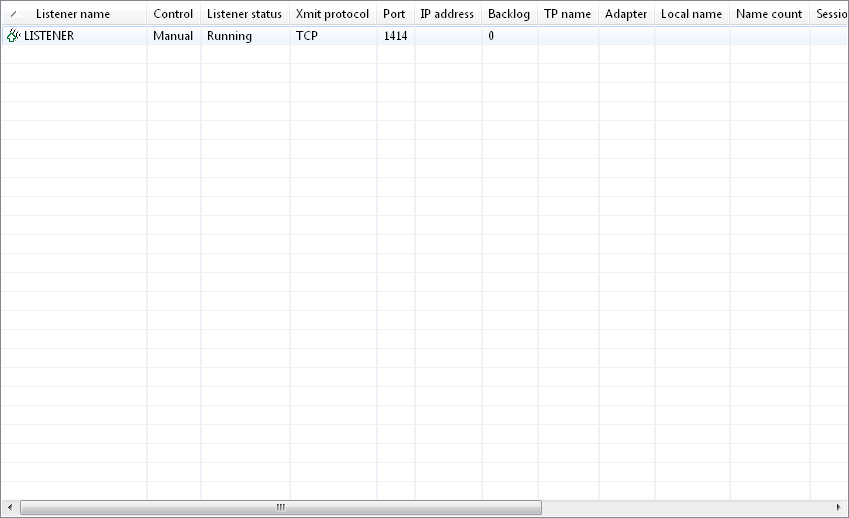 Listener name Control Listener status Xmit protocol Port IP address Backlog TP name Adapter Local name Name count Sessio
LISTENER Manual Running TCP 1414 0